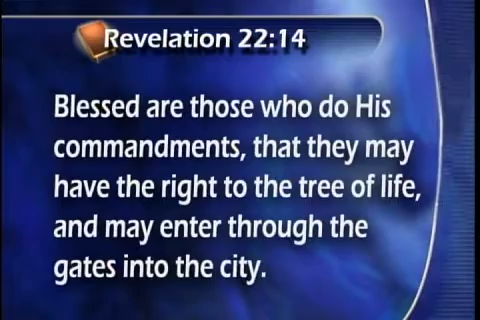 Revelation 22:14
Blessed are those who do His
commandments, that they may
have the right to the tree of life,
and may enter through the
gates into the city.